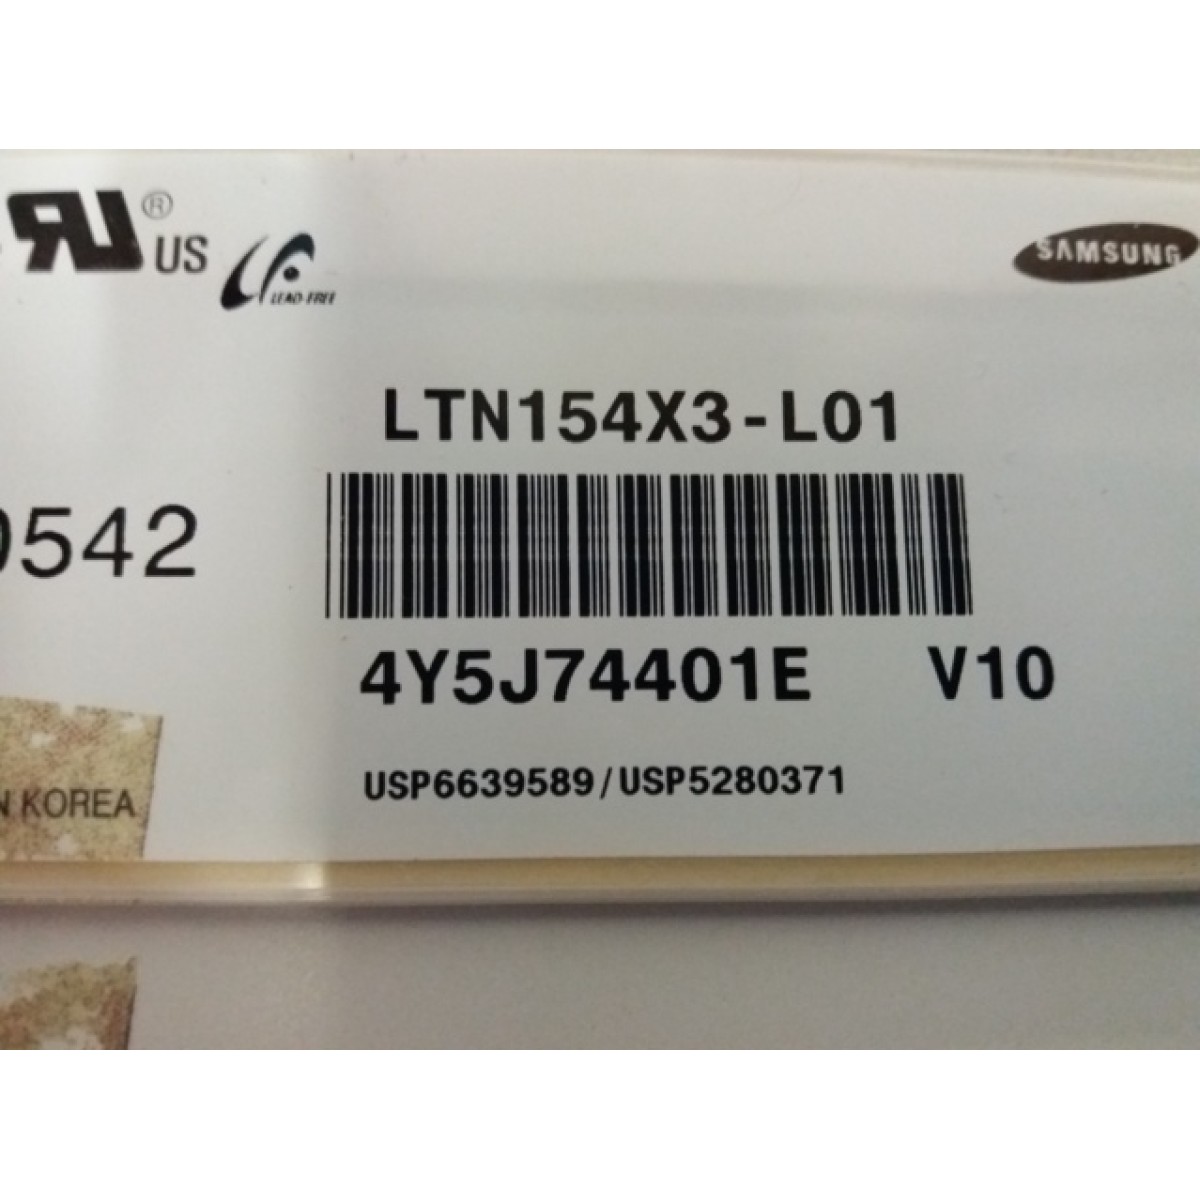 ® US
LEAD-FREE
SAMSUNG
LTN154X3-L01
0542
4Y5J74401E V10
USP6639589/USP5280371
KOREA